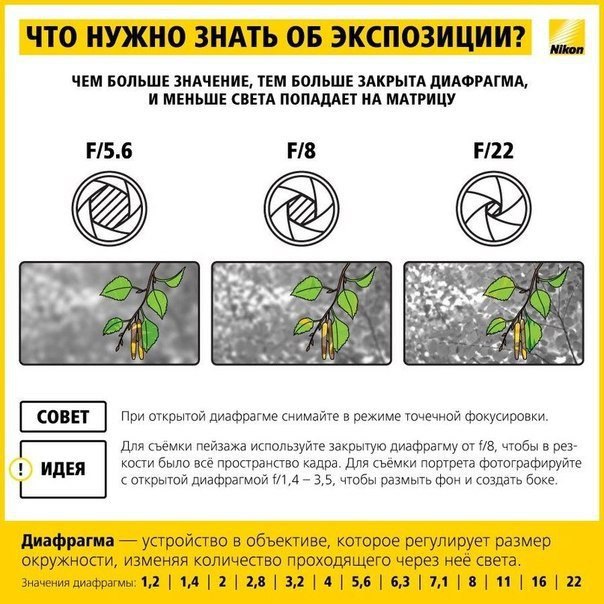 ЧТО НУЖНО ЗНАТЬ ОБ ЭКСПОЗИЦИИ?
Nikon
ЧЕМ БОЛЬШЕ ЗНАЧЕНИЕ, ТЕМ БОЛЬШЕ ЗАКРЫТА ДИАФРАГМА,
И МЕНЬШЕ СВЕТА ПОПАДАЕТ НА МАТРИЦУ
F/5.6 F/8 F/22
СОВЕТ При открытой диафрагме снимайте в режиме точечной фокусировки.
Для съёмки пейзажа используйте закрытую диафрагму от f/8, чтобы в рез-
! ИДЕЯ кости было всё пространство кадра. Для съёмки портрета фотографируйте
с открытой диафрагмой f/1,4 – 3,5, чтобы размыть фон и создать боке.
Диафрагма — устройство в объективе, которое регулирует размер
окружности, изменяя количество проходящего через неё света.
Значения диафрагмы: 1,2 | 1,4 | 2 | 2,8 | 3,2 | 4 | 5,6 | 6,3 | 7,1 | 8 | 11 | 16 | 22